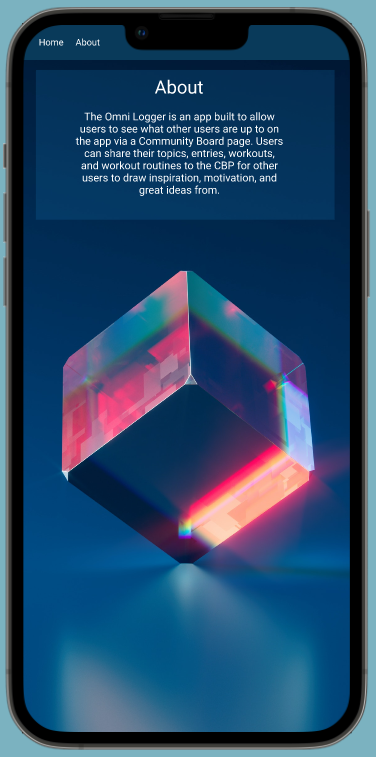 Home About
About
The Omni Logger is an app built to allow
users to see what other users are up to on
the app via a Community Board page. Users
can share their topics, entries, workouts,
and workout routines to the CBP for other
users to draw inspiration, motivation, and
great ideas from.